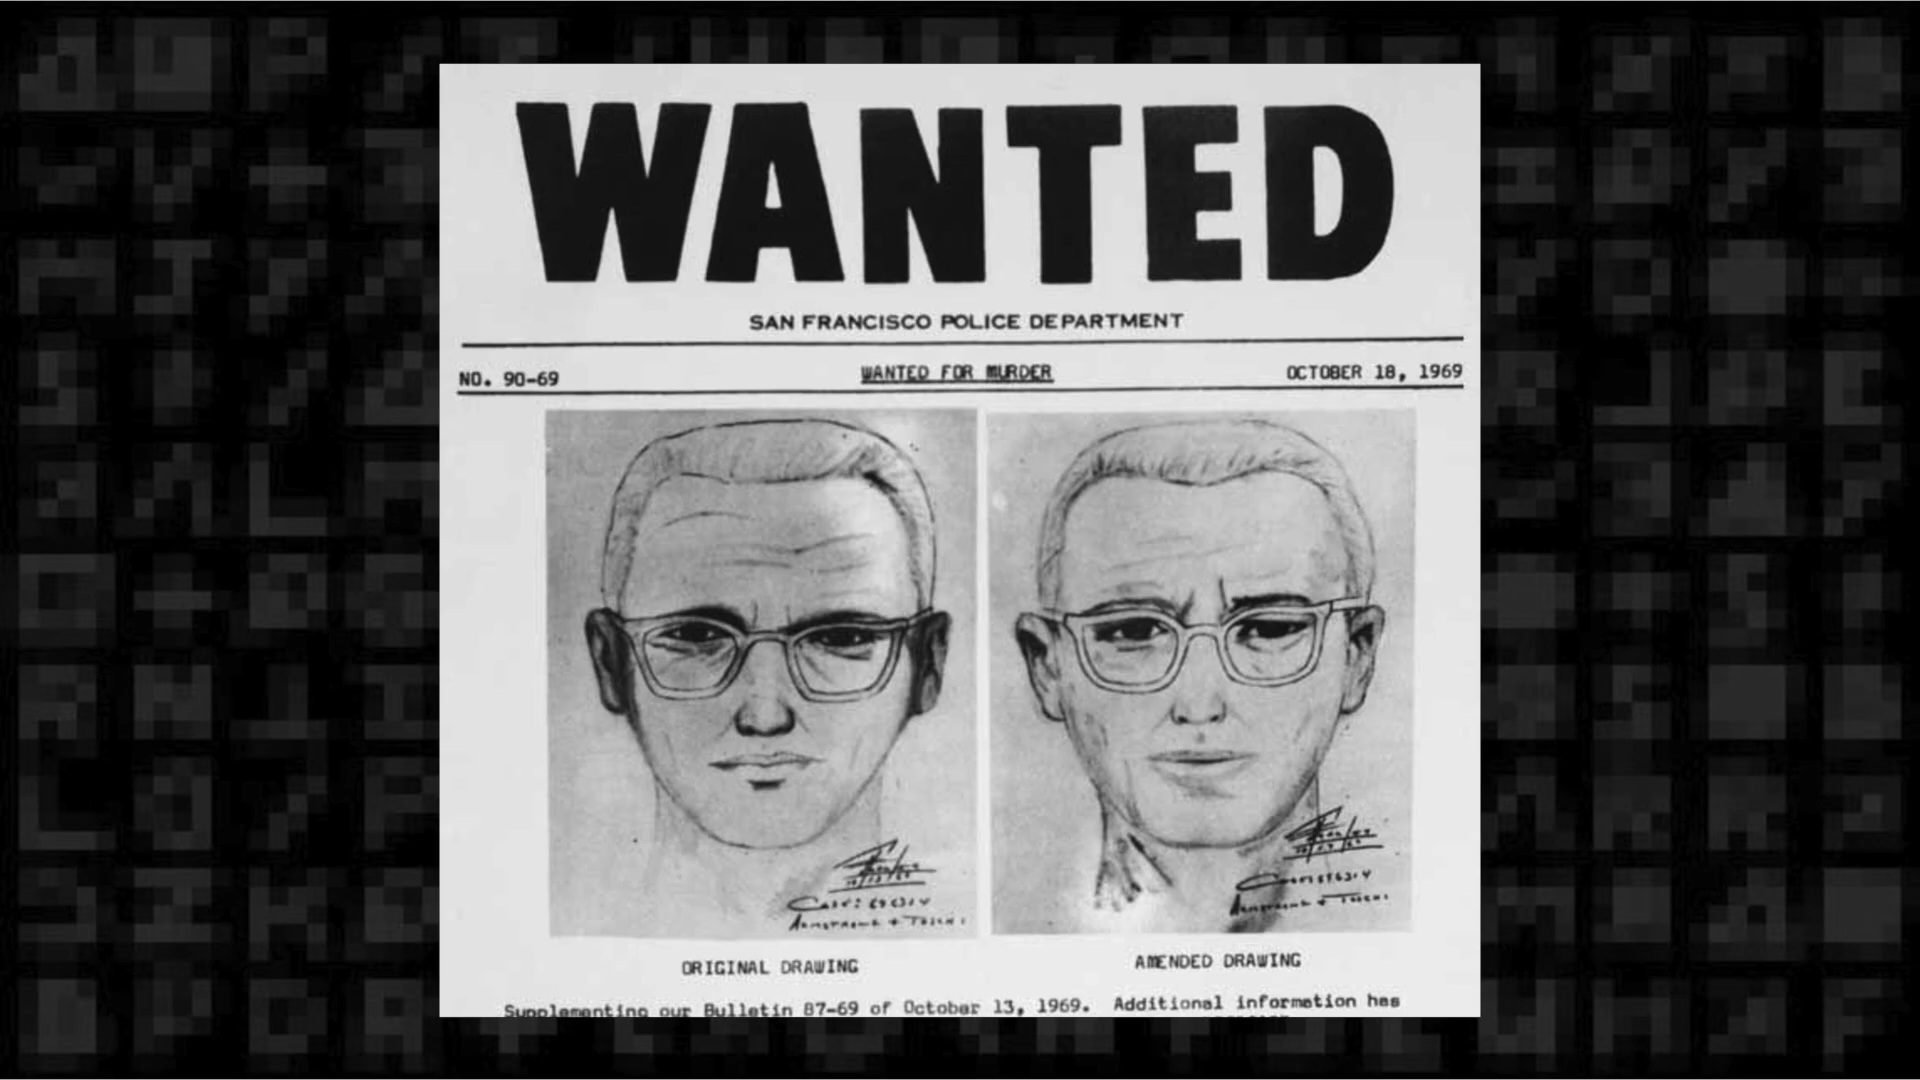 WANTED
SAN FRANCISCO POLICE DEPARTMENT
NO. 90-69 WANTED FOR MURDER OCTOBER 18, 1969
ORIGINAL DRAWING AMENDED DRAWING
Supplementing our Bulletin 87-69 of October 13, 1969. Additional information has